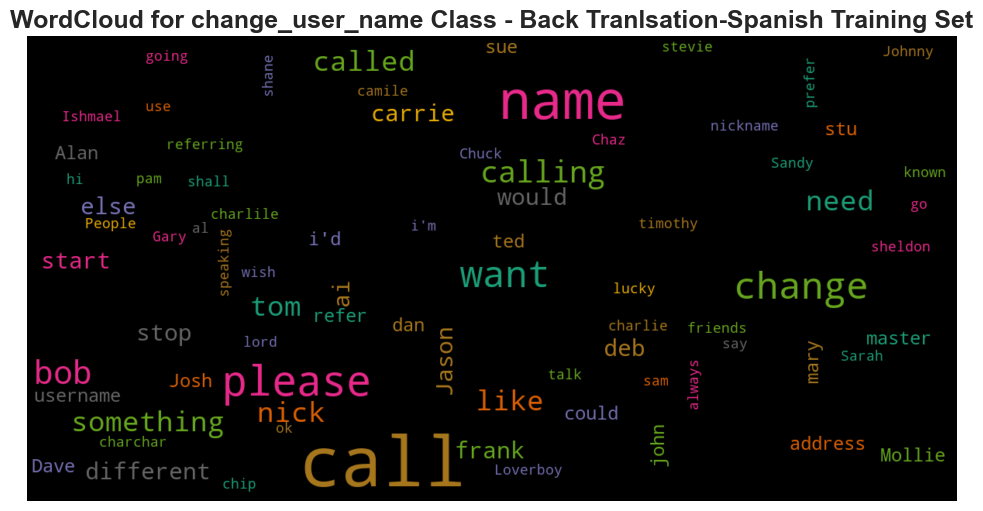 WordCloud for change_user_name Class - Back Tranlsation-Spanish Training Set
going
shane
called
sue
stevie
Johnny
prefer
camile
carrie
name
use
Ishmael
Chaz
nickname
stu
Alan
referring
Chuck
calling
Sandy
known
hi
pam
shall
would
need
go
else
People
charlile
al
i'm
timothy
Gary
speaking
i'd
ted
sheldon
start
wish
want
lucky
change
ai
tom
refer
dan
charlie
friends
master
stop
lord
deb
say
Sarah
mary
Jason
bob
Josh
please
talk
sam
always
username
nick
like
could
something
ok
charchar
call
frank
john
address
Mollie
Dave
different
Loverboy
chip